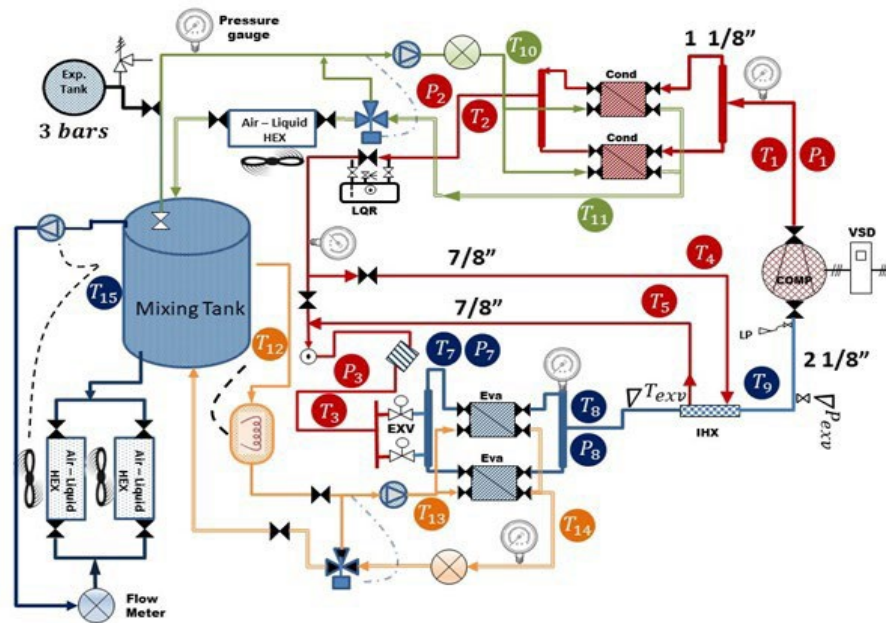 Pressure
gauge
Exp.
Tank
3 bars
Air – Liquid
HEX
P2
T2
T10
1 1/8”
Cond
Cond
T11
T1
P1
LQR
VSD
COMP
LP
7/8”
T4
7/8”
T5
2 1/8”
T15
Mixing Tank
T12
P3
T3
T7
P7
EXV
Eva
Eva
T8
P8
Texv
IHX
T9
Pexv
T13
T14
Air – Liquid
HEX
Air – Liquid
HEX
Flow
Meter